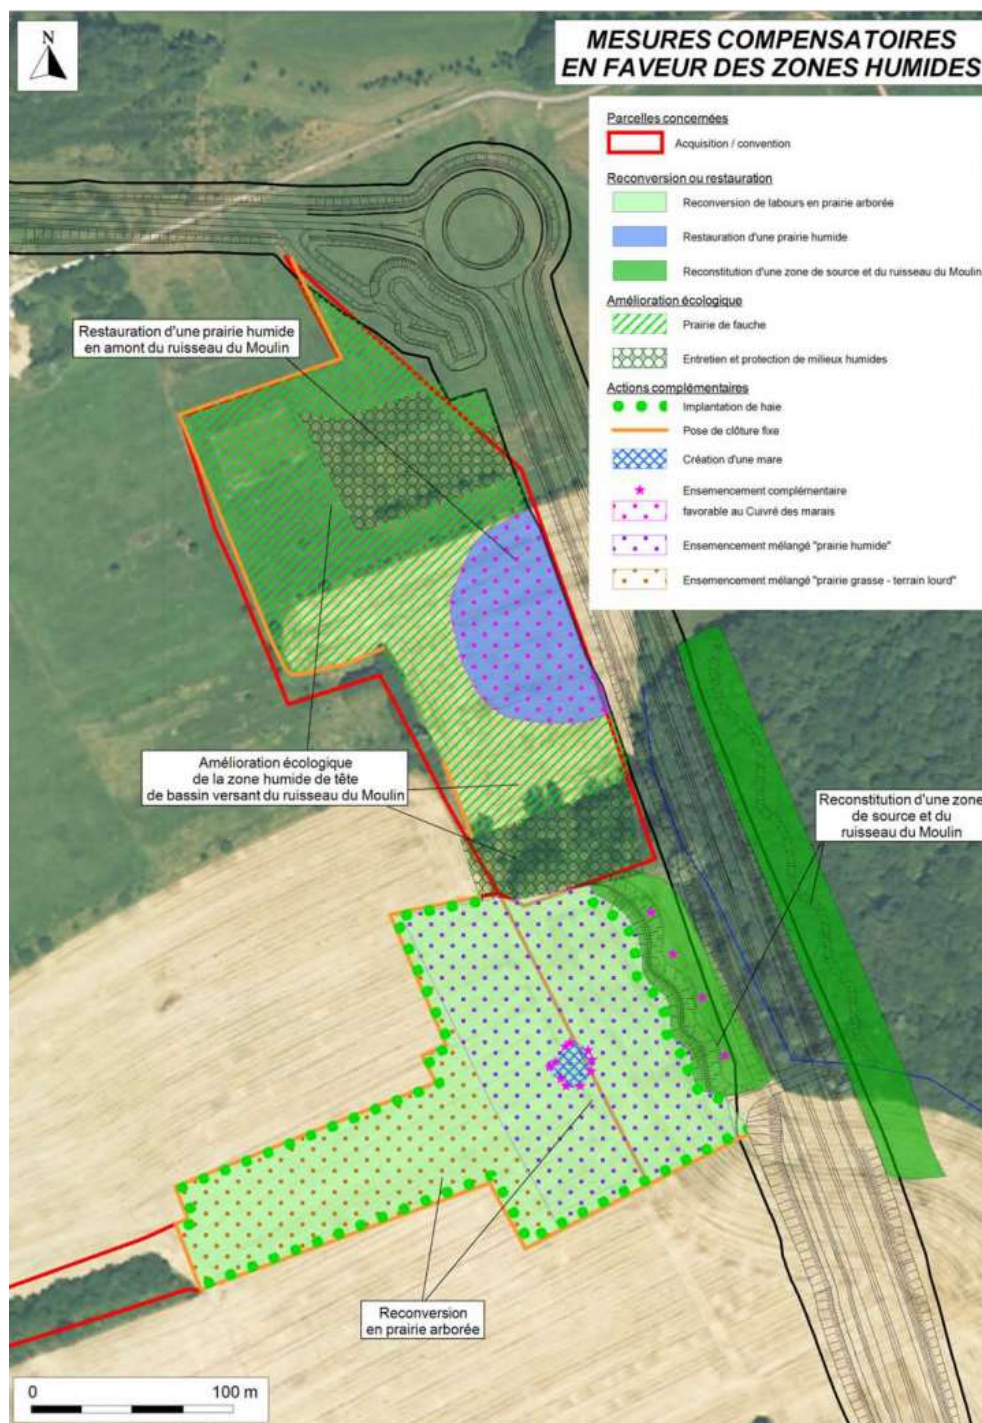 N
MESURES COMPENSATOIRES
EN FAVEUR DES ZONES HUMIDES
Parcelles concernées
Acquisition / convention
Reconversion ou restauration
Reconversion de labours en prairie arborée
Restauration d'une prairie humide
Reconstitution d'une zone de source et du ruisseau du Moulin
Amélioration écologique
Prairie de fauche
Entretien et protection de milieux humides
Actions complémentaires
Implantation de haie
Pose de clôture fixe
Création d'une mare
Ensemencement complémentaire
favorable au Cuivré des marais
Ensemencement mélangé "prairie humide"
Ensemencement mélangé "prairie grasse - terrain lourd"
Restauration d'une prairie humide
en amont du ruisseau du Moulin
Amélioration écologique
de la zone humide de tête
de bassin versant du ruisseau du Moulin
Reconstitution d'une zone
de source et du
ruisseau du Moulin
Reconversion
en prairie arborée
0 100 m